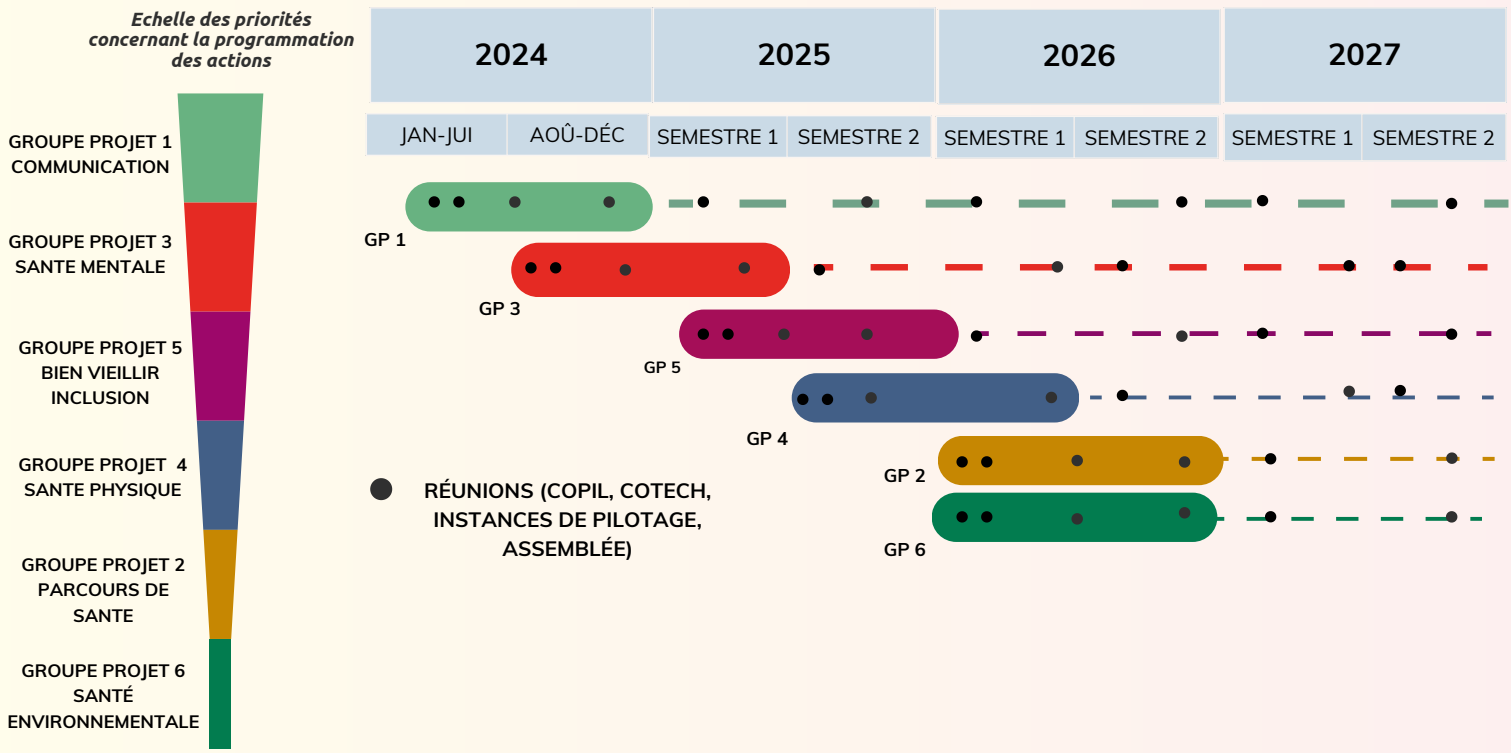 Echelle des priorités
concernant la programmation
des actions
2024
2025
2026
2027
JAN-JUI
AOÛ-DÉC
SEMESTRE 1
SEMESTRE 2
SEMESTRE 1
SEMESTRE 2
SEMESTRE 1
SEMESTRE 2
GROUPE PROJET 1
COMMUNICATION
GROUPE PROJET 3
SANTE MENTALE
GROUPE PROJET 5
BIEN VIEILLIR
INCLUSION
GROUPE PROJET  4
SANTE PHYSIQUE
GROUPE PROJET 2
PARCOURS DE
SANTE
GROUPE PROJET 6
SANTÉ
ENVIRONNEMENTALE
GP 1
GP 3
GP 5
GP 4
GP 2
GP 6
RÉUNIONS (COPIL, COTECH,
INSTANCES DE PILOTAGE,
ASSEMBLÉE)